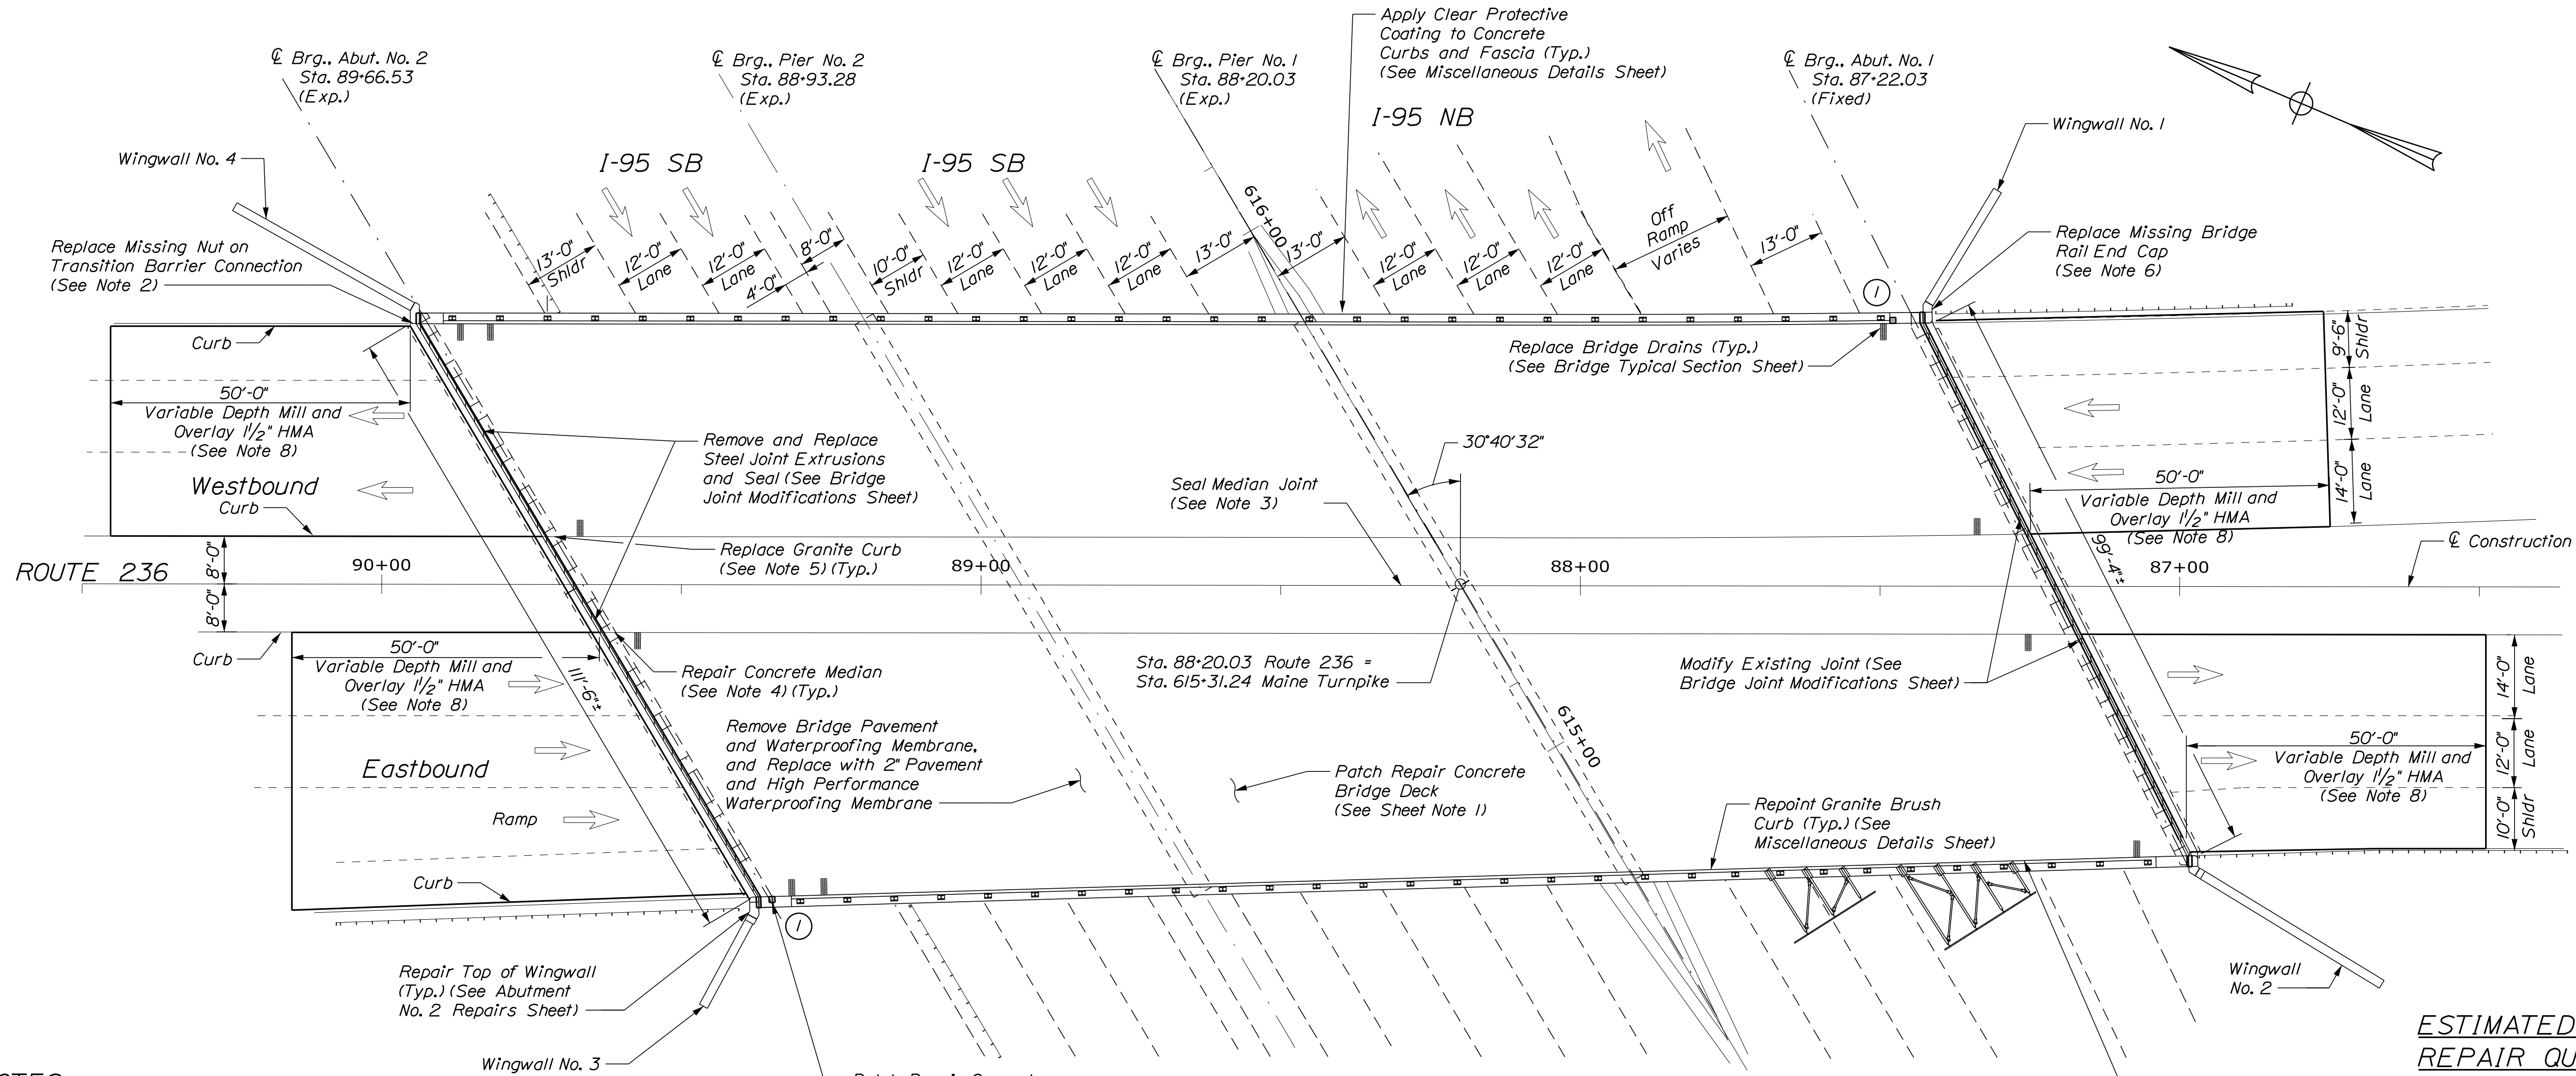 Apply Clear Protective
Coating to Concrete
Curbs and Fascia (Typ.)
(See Miscellaneous Details Sheet)
℄ Brg., Abut. No. 2
Sta. 89+66.53
(Exp.)
℄ Brg., Pier No. 2
Sta. 88+93.28
(Exp.)
℄ Brg., Pier No. 1
Sta. 88+20.03
(Exp.)
℄ Brg., Abut. No. 1
Sta. 87+22.03
(Fixed)
I-95 NB
Wingwall No. 1
Wingwall No. 4
I-95 SB
I-95 SB
616+00
Replace Missing Nut on
Transition Barrier Connection
(See Note 2)
13'-0"
Shldr
12'-0"
Lane
12'-0"
Lane
4'-0"
8'-0"
10'-0"
Shldr
12'-0"
Lane
12'-0"
Lane
12'-0"
Lane
13'-0"
13'-0"
12'-0"
Lane
12'-0"
Lane
12'-0"
Lane
Off
Ramp
Varies
13'-0"
Replace Missing Bridge
Rail End Cap
(See Note 6)
1
Curb
Replace Bridge Drains (Typ.)
(See Bridge Typical Section Sheet)
9'-6"
Shldr
12'-0"
Lane
14'-0"
Lane
50'-0"
Variable Depth Mill and
Overlay 1 1/2" HMA
(See Note 8)
Westbound
Curb
Remove and Replace
Steel Joint Extrusions
and Seal (See Bridge
Joint Modifications Sheet)
30°40'32"
Seal Median Joint
(See Note 3)
50'-0"
Variable Depth Mill and
Overlay 1 1/2" HMA
(See Note 8)
99'-4"±
℄ Construction
Replace Granite Curb
(See Note 5) (Typ.)
ROUTE 236
8'-0"
8'-0"
90+00
89+00
88+00
87+00
Curb
50'-0"
Variable Depth Mill and
Overlay 1 1/2" HMA
(See Note 8)
111'-6"±
Repair Concrete Median
(See Note 4) (Typ.)
Sta. 88+20.03 Route 236 =
Sta. 615+31.24 Maine Turnpike
Modify Existing Joint (See
Bridge Joint Modifications Sheet)
14'-0"
Lane
12'-0"
Lane
10'-0"
Shldr
615+00
Remove Bridge Pavement
and Waterproofing Membrane,
and Replace with 2" Pavement
and High Performance
Waterproofing Membrane
Patch Repair Concrete
Bridge Deck
(See Sheet Note 1)
50'-0"
Variable Depth Mill and
Overlay 1 1/2" HMA
(See Note 8)
Eastbound
Ramp
Repoint Granite Brush
Curb (Typ.) (See
Miscellaneous Details Sheet)
Curb
1
Repair Top of Wingwall
(Typ.) (See Abutment
No. 2 Repairs Sheet)
Wingwall
No. 2
Wingwall No. 3
ESTIMATED
REPAIR QU